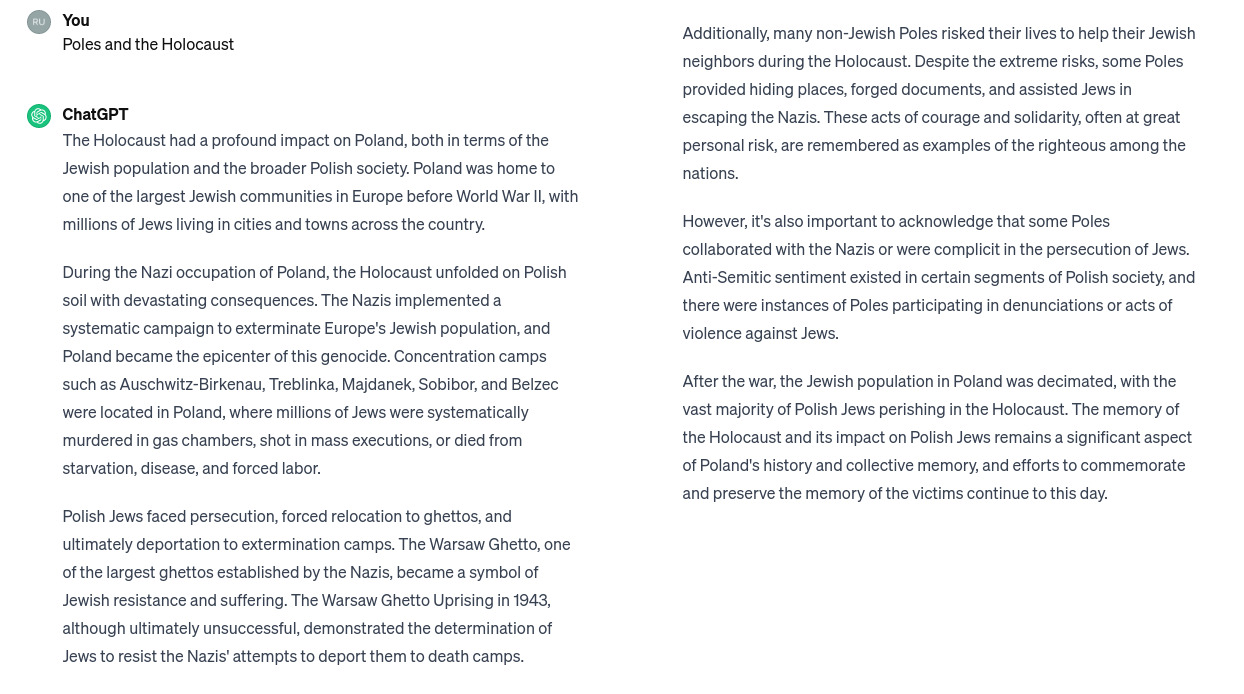 RU
You
Poles and the Holocaust
ChatGPT
The Holocaust had a profound impact on Poland, both in terms of the
Jewish population and the broader Polish society. Poland was home to
one of the largest Jewish communities in Europe before World War II, with
millions of Jews living in cities and towns across the country.
During the Nazi occupation of Poland, the Holocaust unfolded on Polish
soil with devastating consequences. The Nazis implemented a
systematic campaign to exterminate Europe's Jewish population, and
Poland became the epicenter of this genocide. Concentration camps
such as Auschwitz-Birkenau, Treblinka, Majdanek, Sobibor, and Belzec
were located in Poland, where millions of Jews were systematically
murdered in gas chambers, shot in mass executions, or died from
starvation, disease, and forced labor.
Polish Jews faced persecution, forced relocation to ghettos, and
ultimately deportation to extermination camps. The Warsaw Ghetto, one
of the largest ghettos established by the Nazis, became a symbol of
Jewish resistance and suffering. The Warsaw Ghetto Uprising in 1943,
although ultimately unsuccessful, demonstrated the determination of
Jews to resist the Nazis' attempts to deport them to death camps.
Additionally, many non-Jewish Poles risked their lives to help their Jewish
neighbors during the Holocaust. Despite the extreme risks, some Poles
provided hiding places, forged documents, and assisted Jews in
escaping the Nazis. These acts of courage and solidarity, often at great
personal risk, are remembered as examples of the righteous among the
nations.
However, it's also important to acknowledge that some Poles
collaborated with the Nazis or were complicit in the persecution of Jews.
Anti-Semitic sentiment existed in certain segments of Polish society, and
there were instances of Poles participating in denunciations or acts of
violence against Jews.
After the war, the Jewish population in Poland was decimated, with the
vast majority of Polish Jews perishing in the Holocaust. The memory of
the Holocaust and its impact on Polish Jews remains a significant aspect
of Poland's history and collective memory, and efforts to commemorate
and preserve the memory of the victims continue to this day.